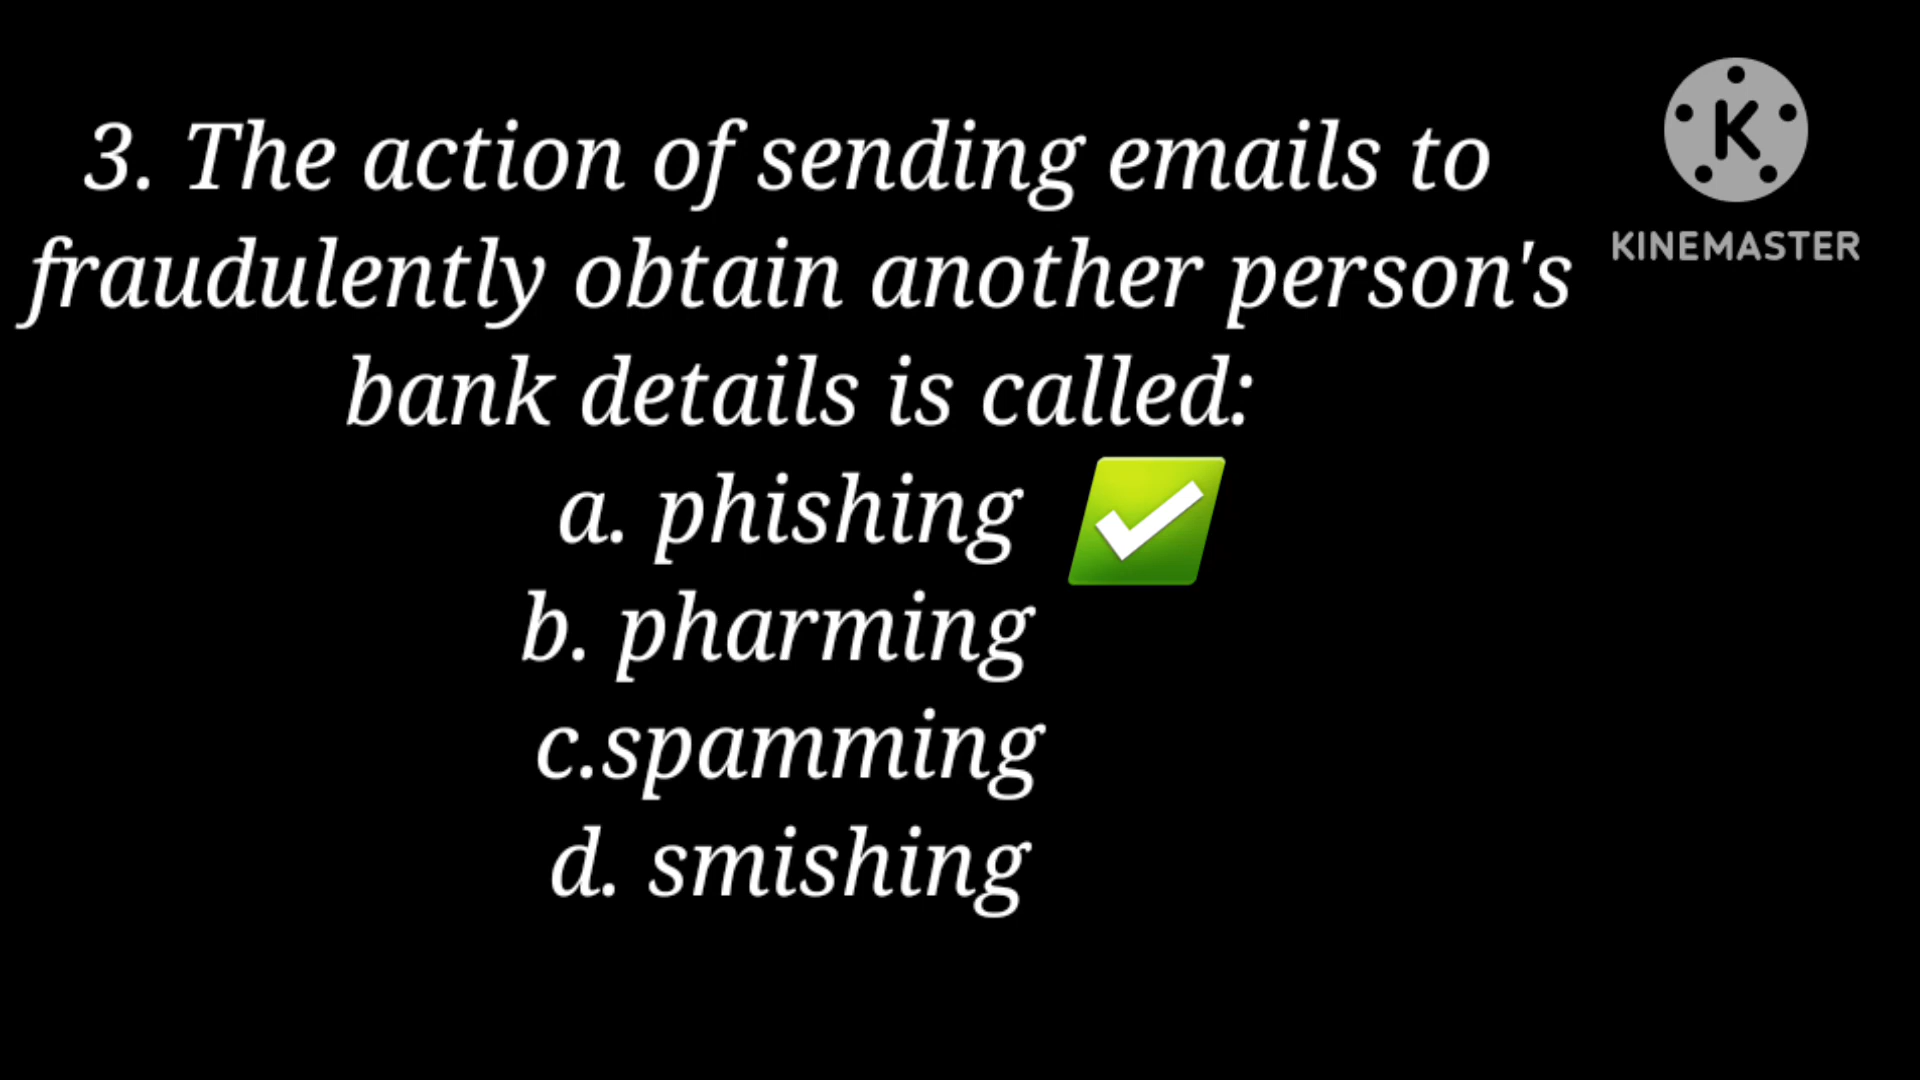 3. The action of sending emails to
fraudulently obtain another person's
bank details is called:
a. phishing
b. pharming
c.spamming
d. smishing
K
KINEMASTER